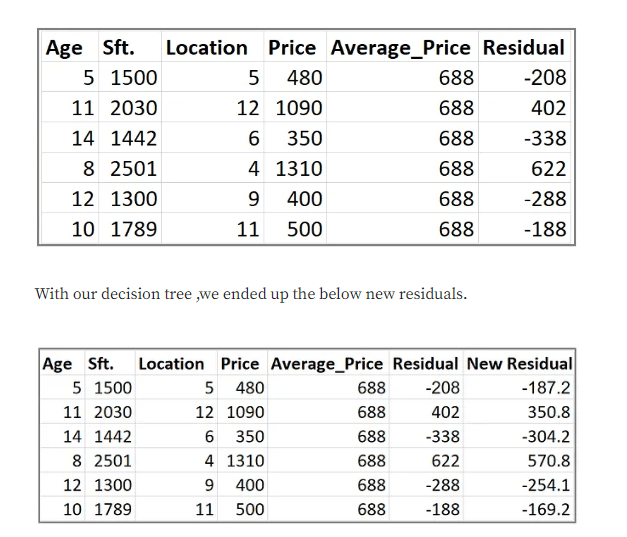 Age Sft. Location Price Average_Price Residual
5 1500 5 480 688 -208
11 2030 12 1090 688 402
14 1442 6 350 688 -338
8 2501 4 1310 688 622
12 1300 9 400 688 -288
10 1789 11 500 688 -188
With our decision tree ,we ended up the below new residuals.
Age Sft. Location Price Average_Price Residual New Residual
5 1500 5 480 688 -208 -187.2
11 2030 12 1090 688 402 350.8
14 1442 6 350 688 -338 -304.2
8 2501 4 1310 688 622 570.8
12 1300 9 400 688 -288 -254.1
10 1789 11 500 688 -188 -169.2